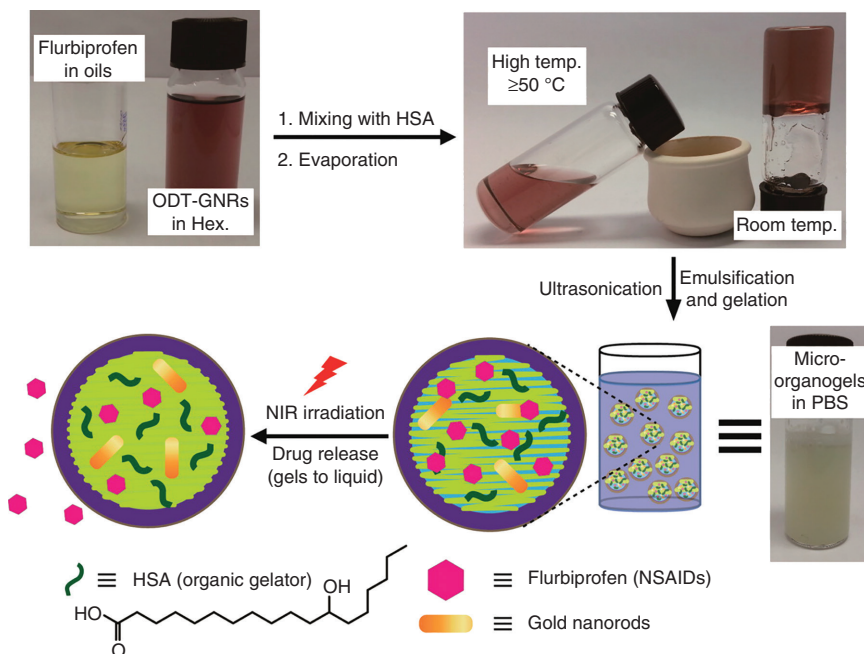 Flurbiprofen
in oils
ODT-GNRs
in Hex.
1. Mixing with HSA
2. Evaporation
High temp.
≥50 °C
Room temp.
Ultrasonication
Emulsification
and gelation
Micro-
organogels
in PBS
NIR irradiation
Drug release
(gels to liquid)
≡ HSA (organic gelator)
≡ Flurbiprofen (NSAIDs)
OH
HO
O
≡ Gold nanorods